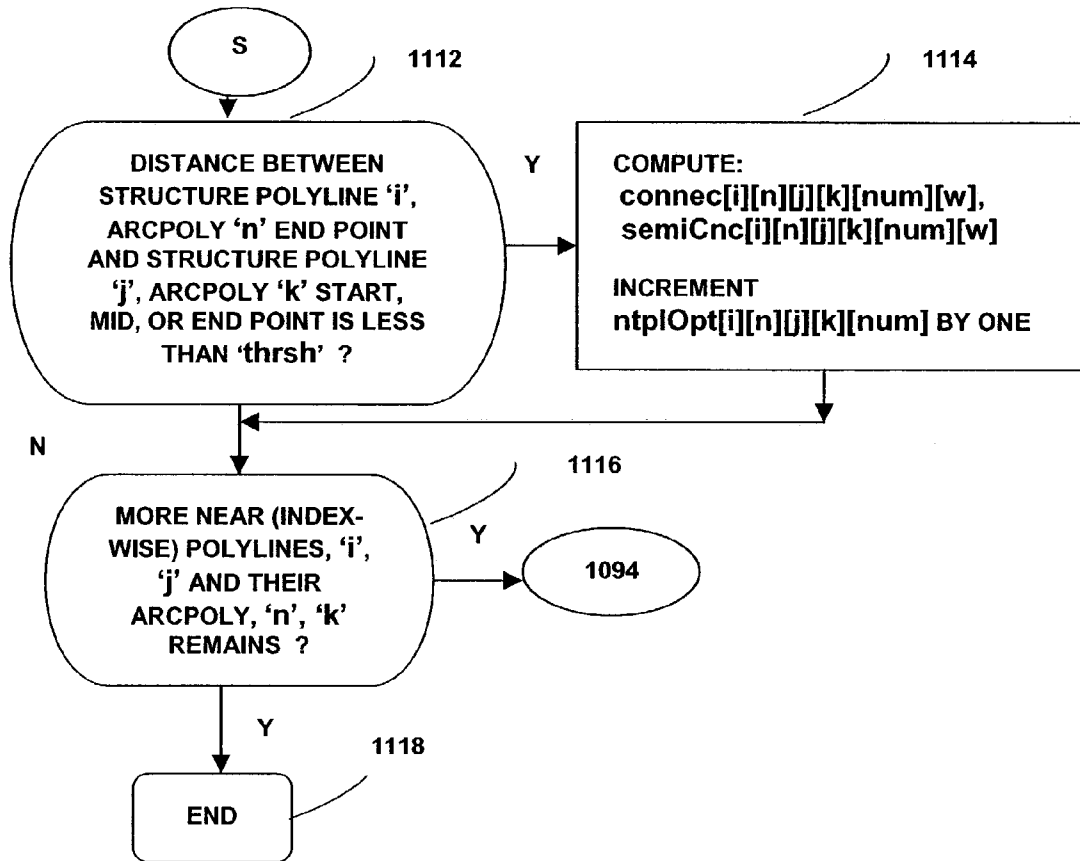 S
1112
1114
DISTANCE BETWEEN
STRUCTURE POLYLINE ‘i’,
ARCPOLY ‘n’ END POINT
AND STRUCTURE POLYLINE
‘j’, ARCPOLY ‘k’ START,
MID, OR END POINT IS LESS
THAN ‘thrsh’ ?
Y
COMPUTE:
connec[i][n][j][k][num][w],
semiCnc[i][n][j][k][num][w]
INCREMENT
ntplOpt[i][n][j][k][num] BY ONE
N
1116
MORE NEAR (INDEX-
WISE) POLYLINES, ‘i’,
‘j’ AND THEIR
ARCPOLY, ‘n’, ‘k’
REMAINS ?
Y
1094
Y
1118
END